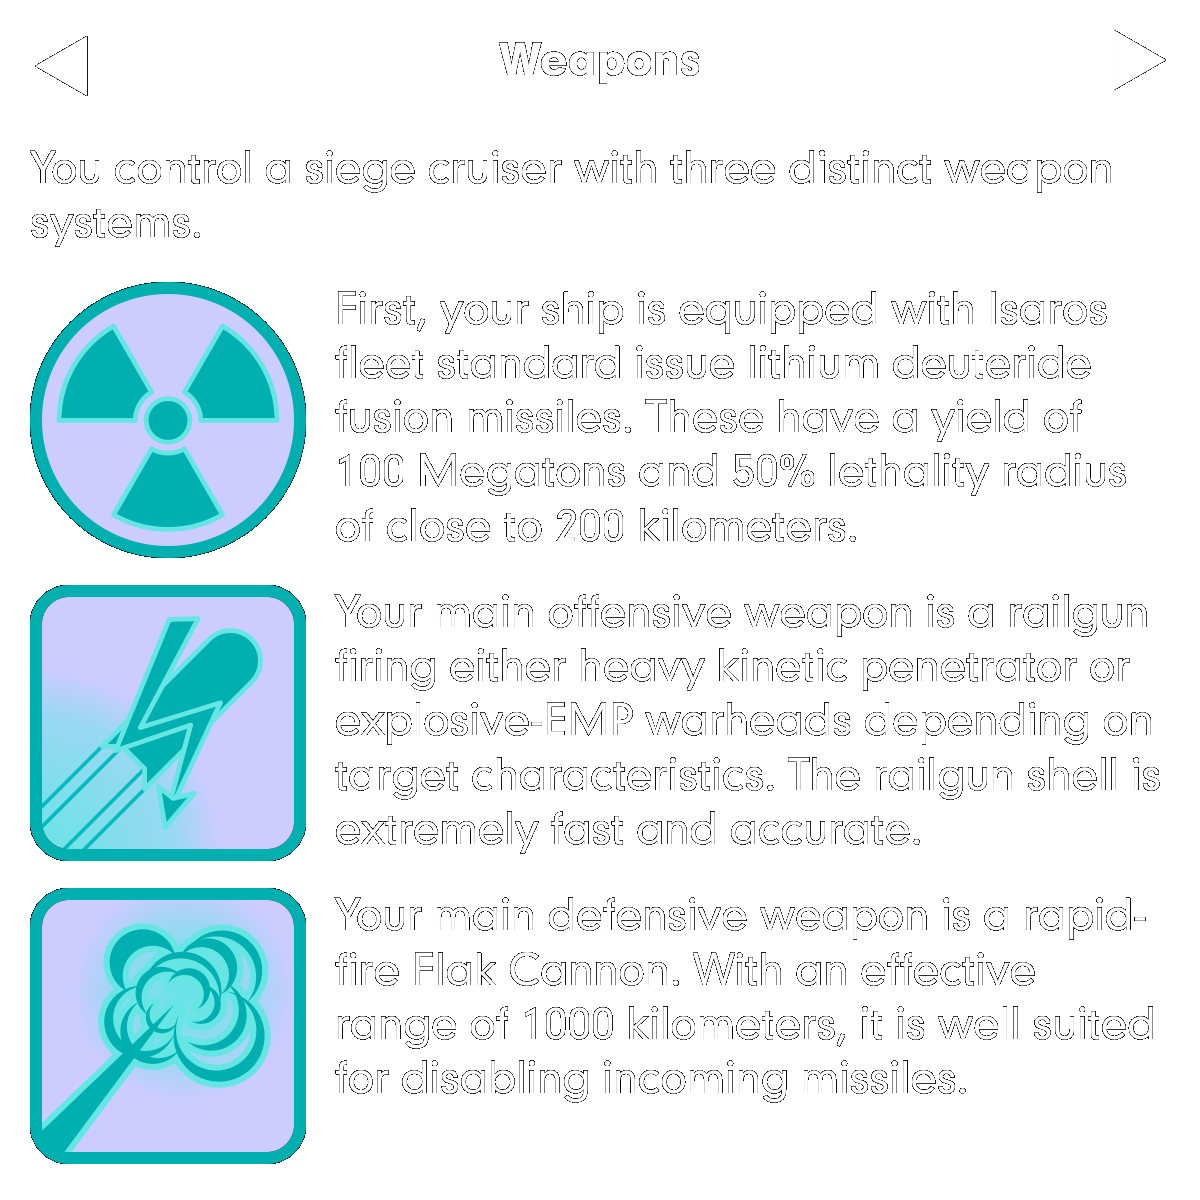 Weapons
You control a siege cruiser with three distinct weapon
systems.
First, your ship is equipped with Isaros
fleet standard issue lithium deuteride
fusion missiles. These have a yield of
100 Megatons and 50% lethality radius
of close to 200 kilometers.
Your main offensive weapon is a railgun
firing either heavy kinetic penetrator or
explosive-EMP warheads depending on
target characteristics. The railgun shell is
extremely fast and accurate.
Your main defensive weapon is a rapid-
fire Flak Cannon. With an effective
range of 1000 kilometers, it is well suited
for disabling incoming missiles.